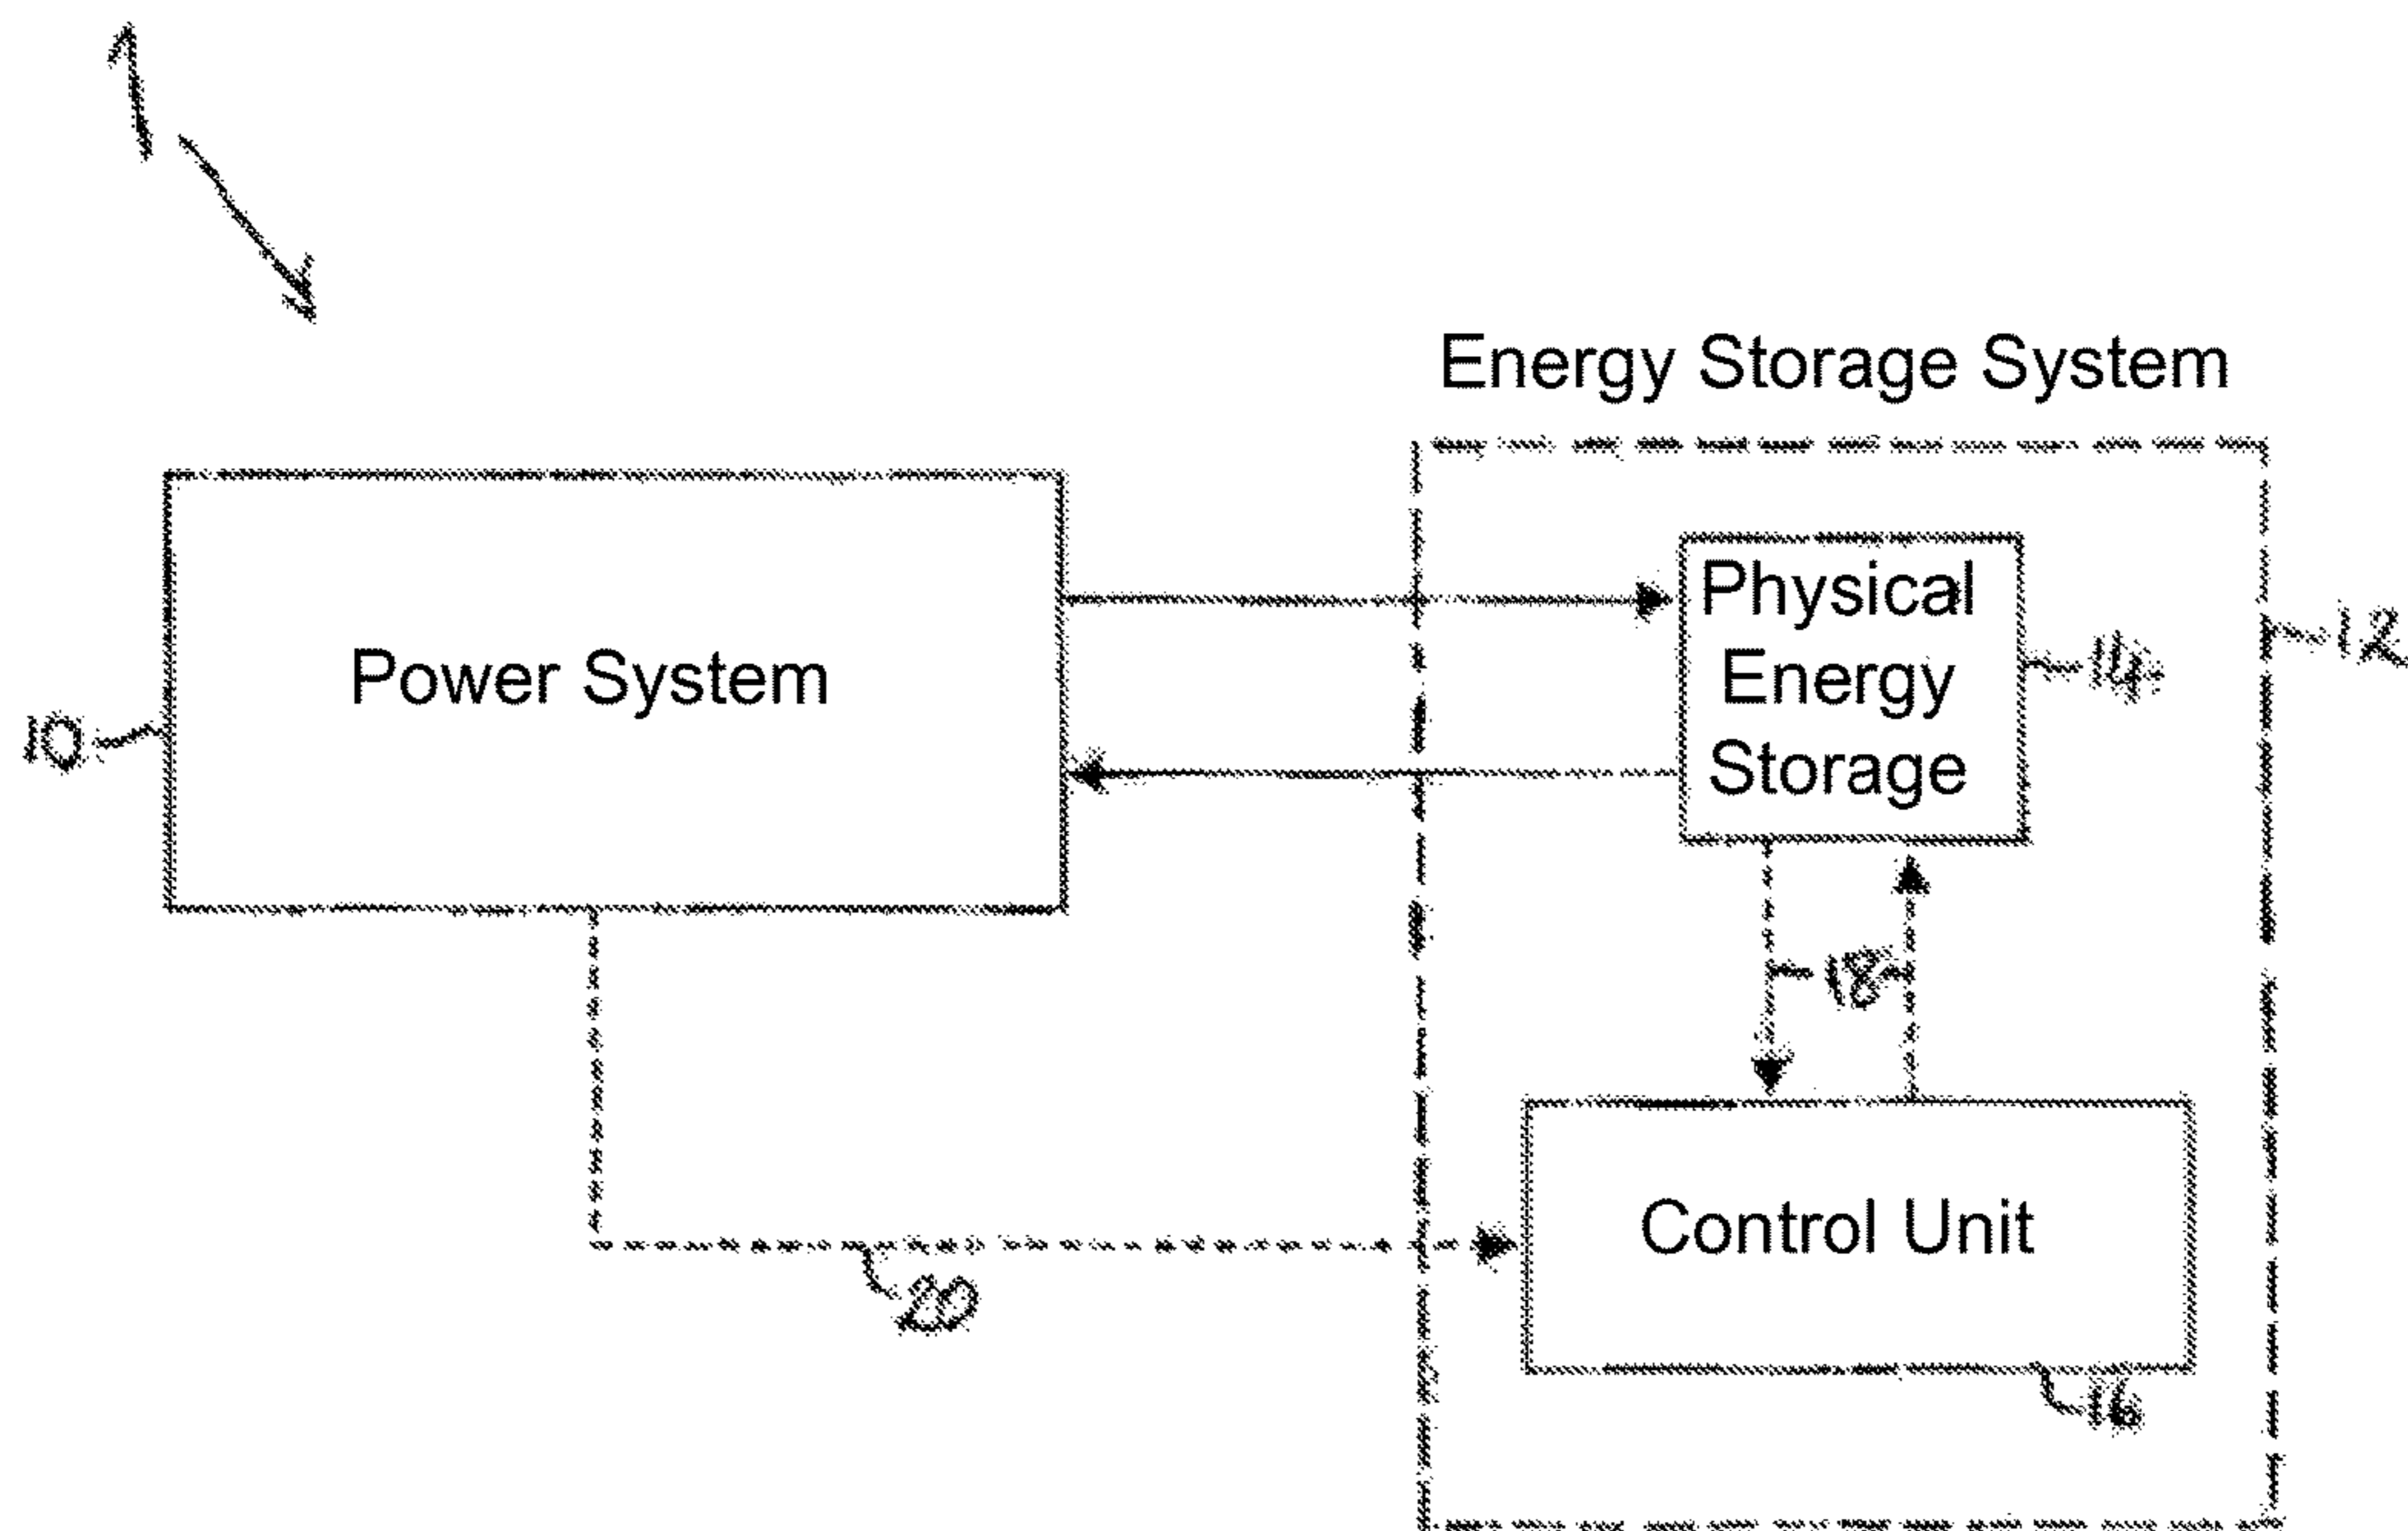 1
Energy Storage System
Power System
Physical
Energy
Storage
12
14
10
18
Control Unit
20
16